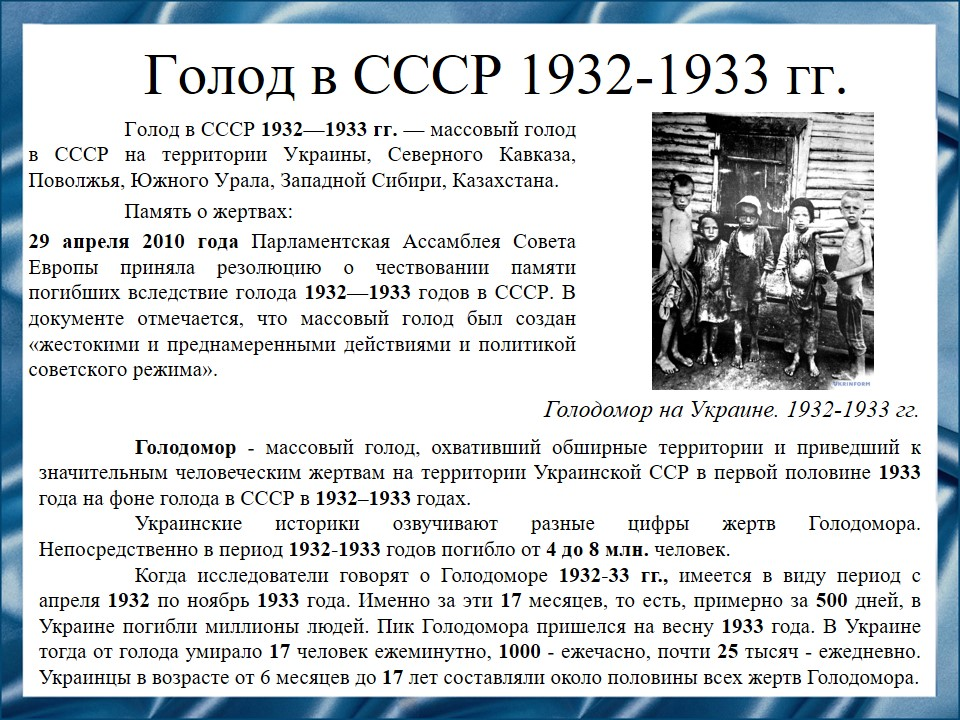 Голод в СССР 1932-1933 гг.
Голод в СССР 1932—1933 гг. — массовый голод
в СССР на территории Украины, Северного Кавказа,
Поволжья, Южного Урала, Западной Сибири, Казахстана.
Память о жертвах:
29 апреля 2010 года Парламентская Ассамблея Совета
Европы приняла резолюцию о чествовании памяти
погибших вследствие голода 1932—1933 годов в СССР. В
документе отмечается, что массовый голод был создан
«жестокими и преднамеренными действиями и политикой
советского режима».
UKRINFORM
Голодомор на Украине. 1932-1933 гг.
Голодомор - массовый голод, охвативший обширные территории и приведший к
значительным человеческим жертвам на территории Украинской ССР в первой половине 1933
года на фоне голода в СССР в 1932–1933 годах.
Украинские историки озвучивают разные цифры жертв Голодомора.
Непосредственно в период 1932-1933 годов погибло от 4 до 8 млн. человек.
Когда исследователи говорят о Голодоморе 1932-33 гг., имеется в виду период с
апреля 1932 по ноябрь 1933 года. Именно за эти 17 месяцев, то есть, примерно за 500 дней, в
Украине погибли миллионы людей. Пик Голодомора пришелся на весну 1933 года. В Украине
тогда от голода умирало 17 человек ежеминутно, 1000 - ежечасно, почти 25 тысяч - ежедневно.
Украинцы в возрасте от 6 месяцев до 17 лет составляли около половины всех жертв Голодомора.